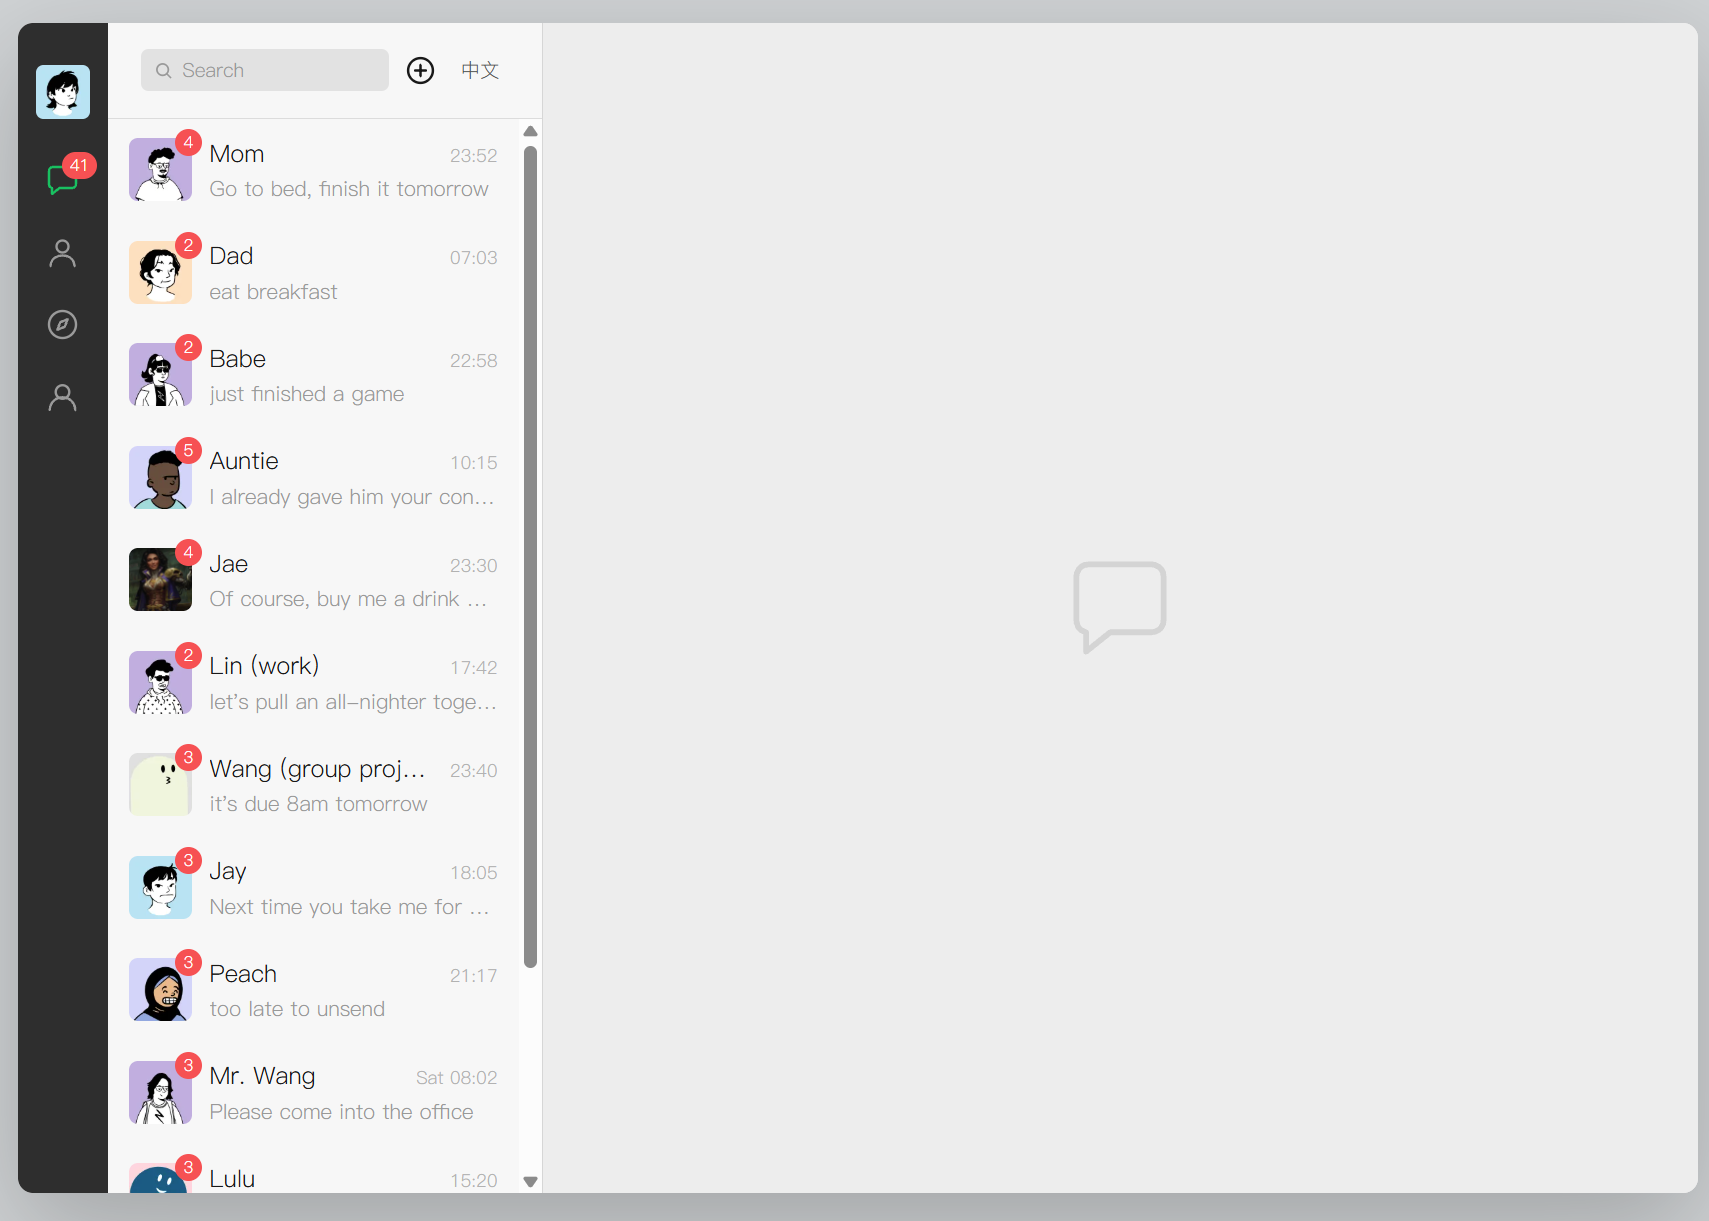 Search
中文
41
4
Mom
23:52
Go to bed, finish it tomorrow
2
Dad
07:03
eat breakfast
2
Babe
22:58
just finished a game
5
Auntie
10:15
I already gave him your con...
4
Jae
23:30
Of course, buy me a drink ...
2
Lin (work)
17:42
let's pull an all-nighter toge...
3
Wang (group proj...
23:40
it's due 8am tomorrow
3
Jay
18:05
Next time you take me for ...
3
Peach
21:17
too late to unsend
3
Mr. Wang
Sat 08:02
Please come into the office
3
Lulu
15:20